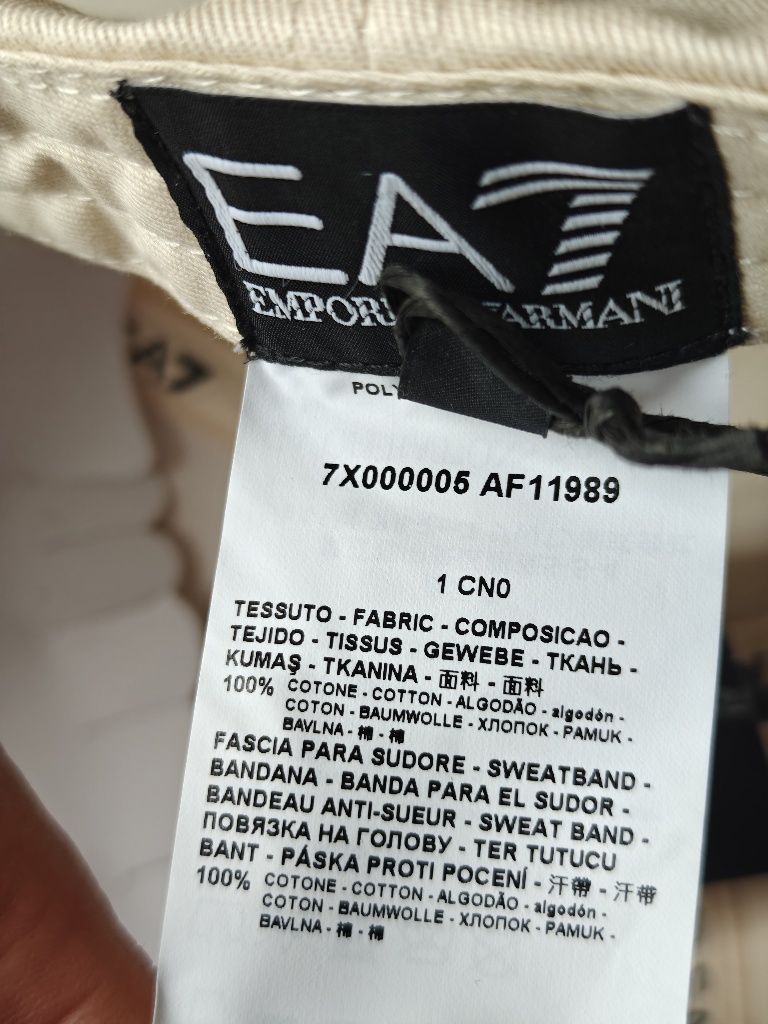 EA7
EMPORIO ARMANI
EA7
7X000005 AF11989
1 CN0
TESSUTO - FABRIC - COMPOSICAO -
TEJIDO - TISSUS - GEWEBE - ТКАНЬ -
KUMAŞ - TKANINA - 面料 - 面料
100% COTONE - COTTON - ALGODÃO - algodón -
COTON - BAUMWOLLE - ХЛОПОК - PAMUK -
BAVLNA - 棉 - 棉
FASCIA PARA SUDORE - SWEATBAND -
BANDANA - BANDA PARA EL SUDOR -
BANDEAU ANTI-SUEUR - SWEAT BAND -
ПОВЯЗКА НА ГОЛОВУ - TER TUTUCU
BANT - PÁSKA PROTI POCENÍ - 汗帶 - 汗帶
100% COTONE - COTTON - ALGODÃO - algodón -
COTON - BAUMWOLLE - ХЛОПОК - PAMUK -
BAVLNA - 棉 - 棉